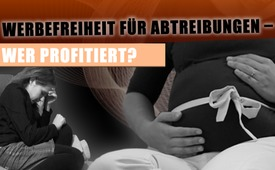 WERBEFREIHEIT FÜR ABTREIBUNGEN –
WER PROFITIERT?